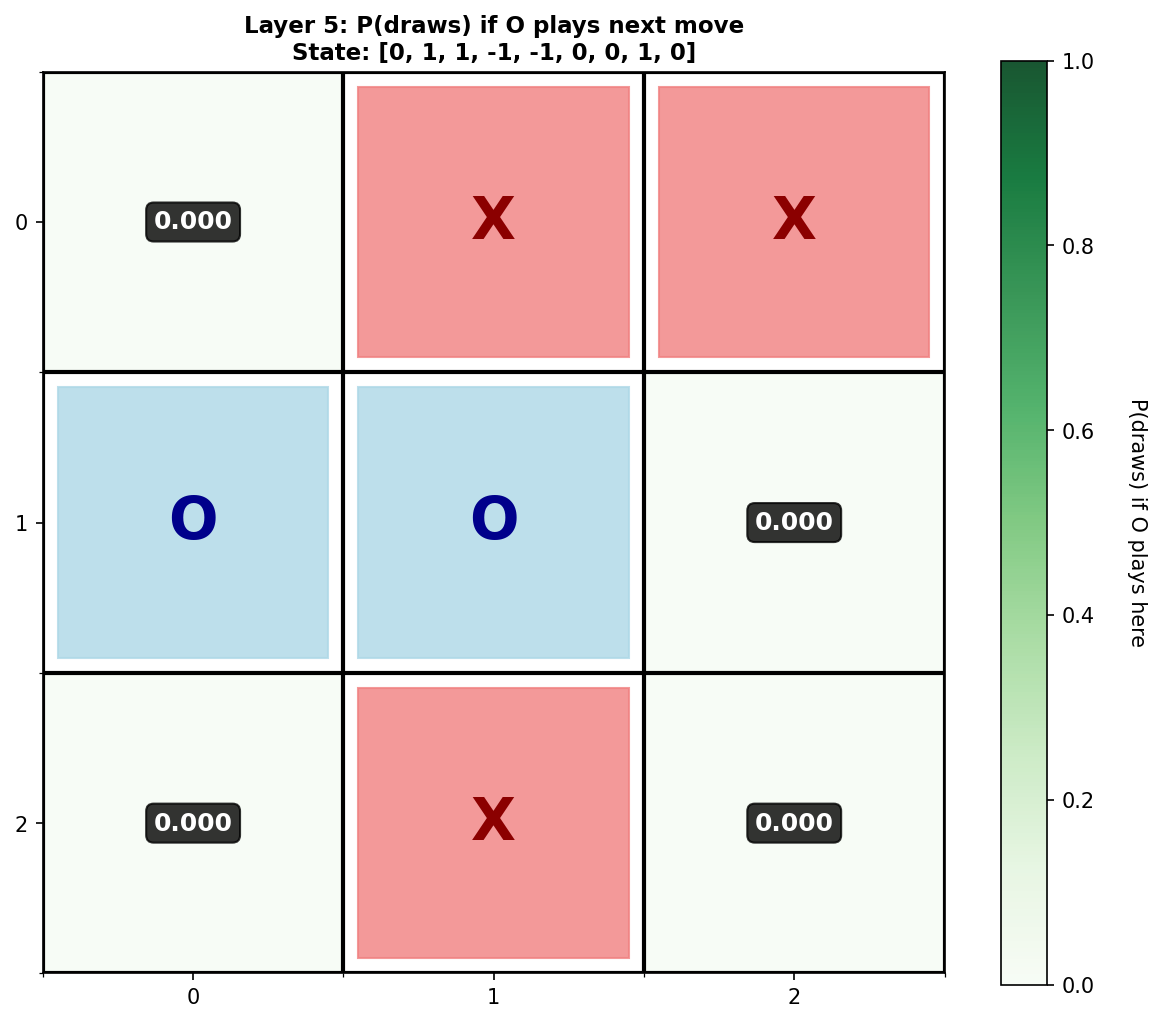 Layer 5: P(draws) if O plays next move
State: [0, 1, 1, -1, -1, 0, 0, 1, 0]
0
0.000
X
X
1
O
O
0.000
2
0.000
X
0.000
0
1
2
1.0
0.8
0.6
0.4
0.2
0.0
P(draws) if O plays here